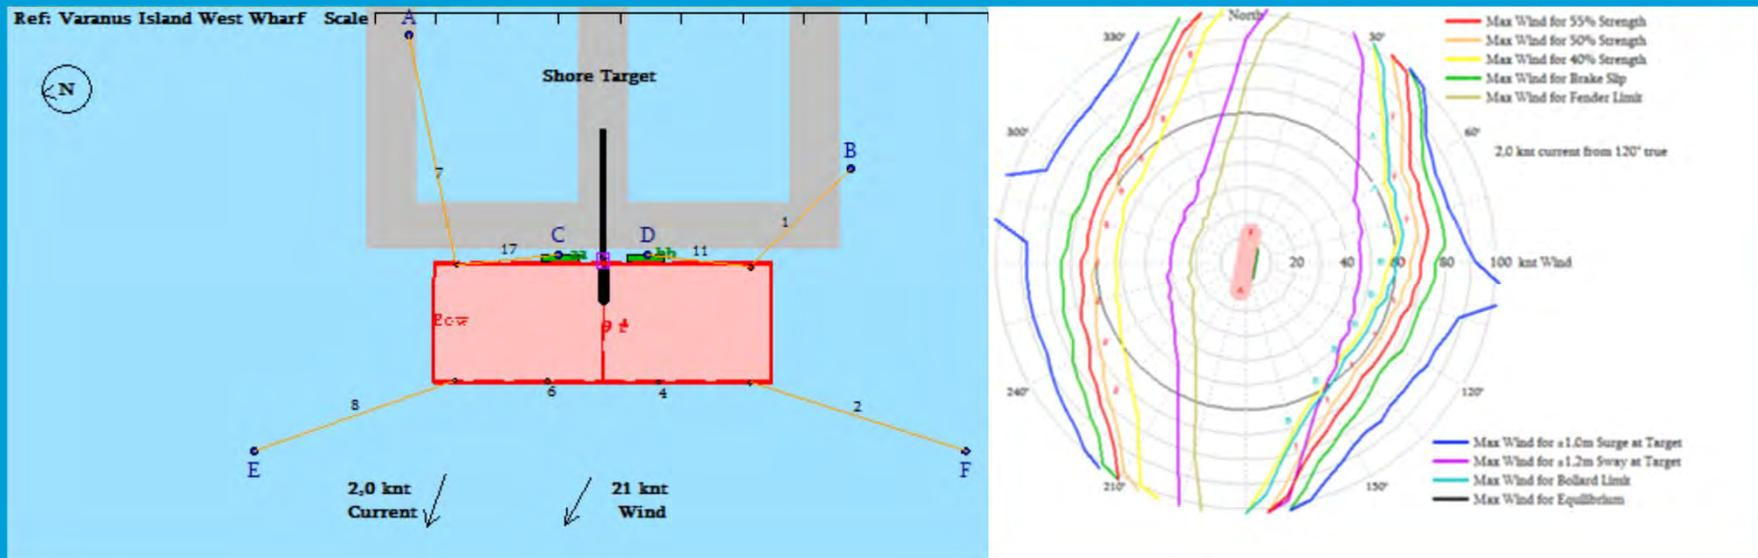 Ref: Varanus Island West Wharf Scale
A
N
Shore Target
B
7
1
C
D
17
aa
bb
11
Bow
8
6
4
2
E
F
2,0 knt
Current
21 knt
Wind
North
330°
30°
300°
60°
2,0 knt current from 120° true
20 40 60 80 100 knt Wind
240°
120°
210°
150°
Max Wind for 55% Strength
Max Wind for 50% Strength
Max Wind for 40% Strength
Max Wind for Brake Slip
Max Wind for Fender Limit
Max Wind for ±1.0m Surge at Target
Max Wind for ±1.2m Sway at Target
Max Wind for Bollard Limit
Max Wind for Equilibrium